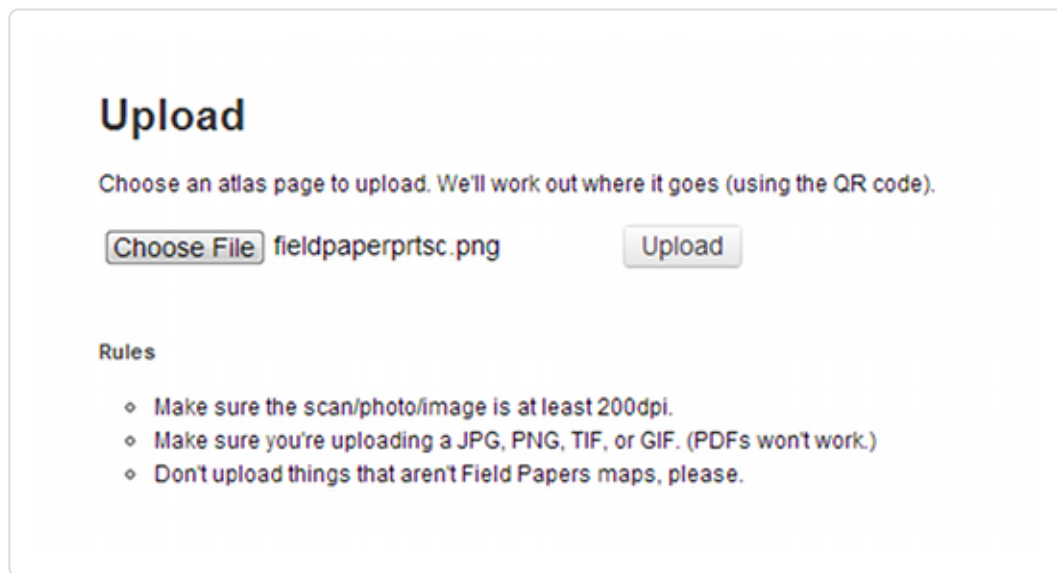 Upload
Choose an atlas page to upload. We'll work out where it goes (using the QR code).
Choose File fieldpaperprtsc.png Upload
Rules
Make sure the scan/photo/image is at least 200dpi.
Make sure you're uploading a JPG, PNG, TIF, or GIF. (PDFs won't work.)
Don't upload things that aren't Field Papers maps, please.